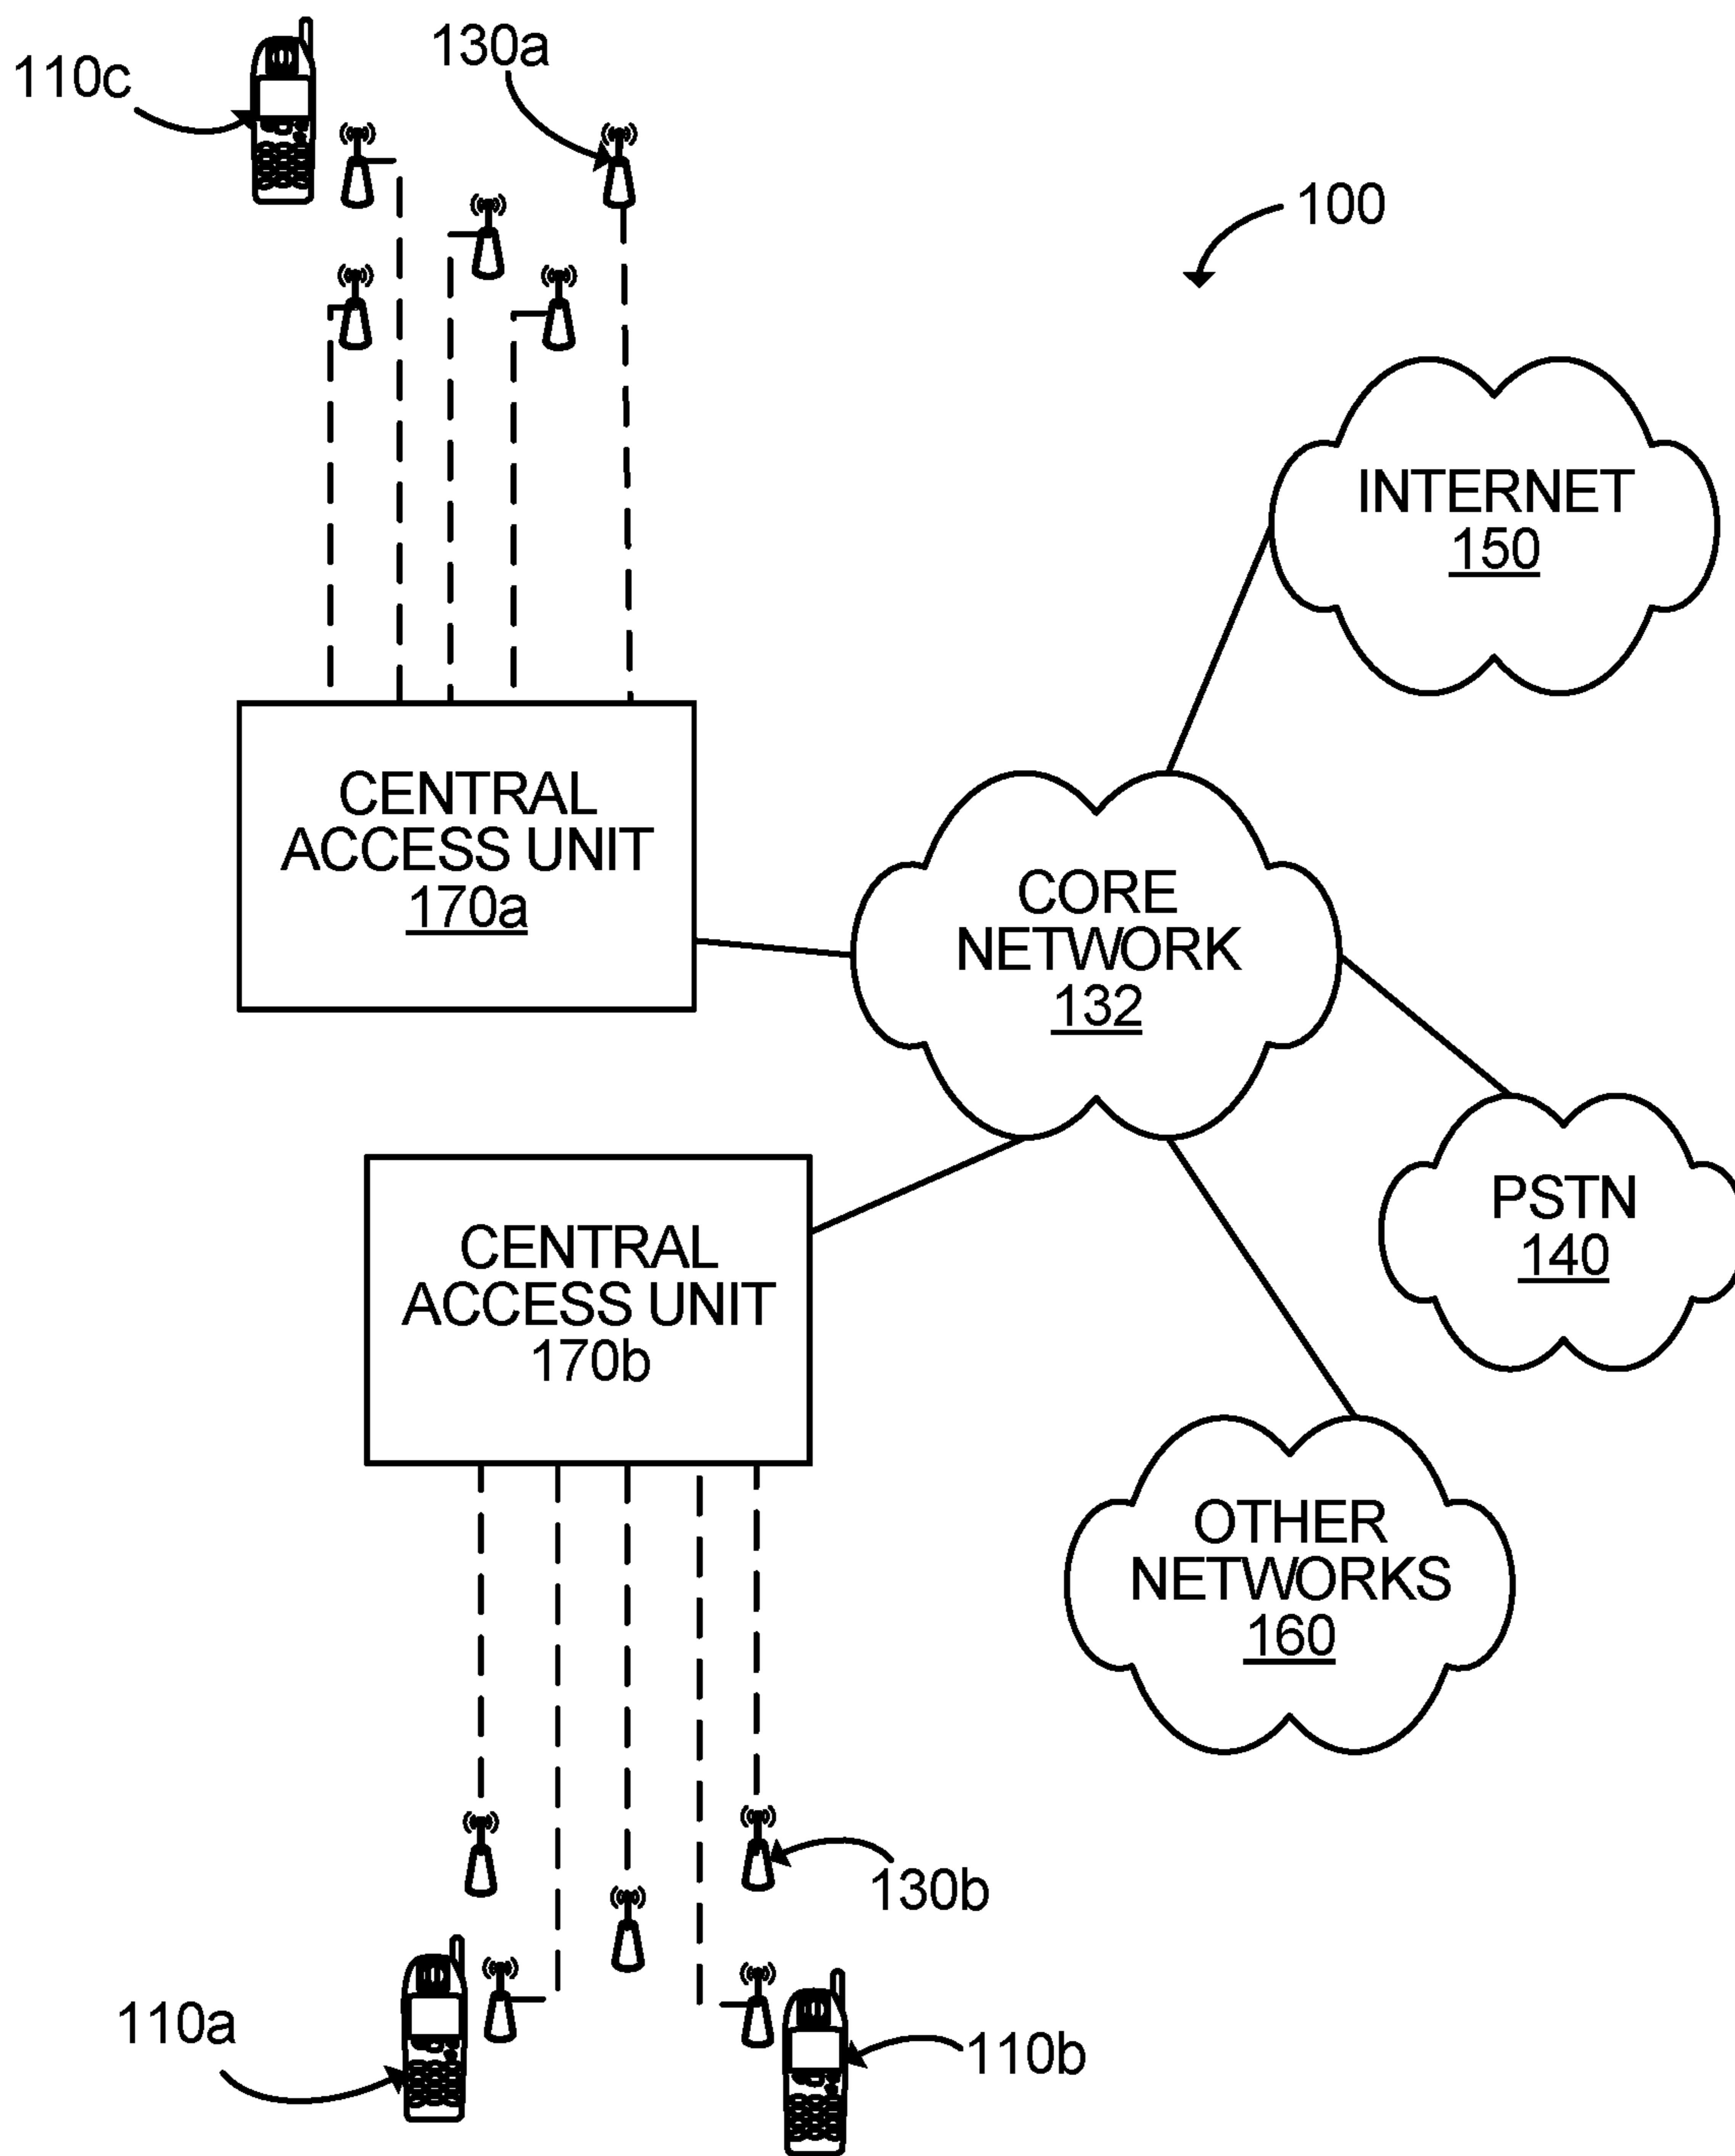 110c
130a
100
INTERNET
150
CENTRAL
ACCESS UNIT
170a
CORE
NETWORK
132
PSTN
140
CENTRAL
ACCESS UNIT
170b
OTHER
NETWORKS
160
130b
110a
110b